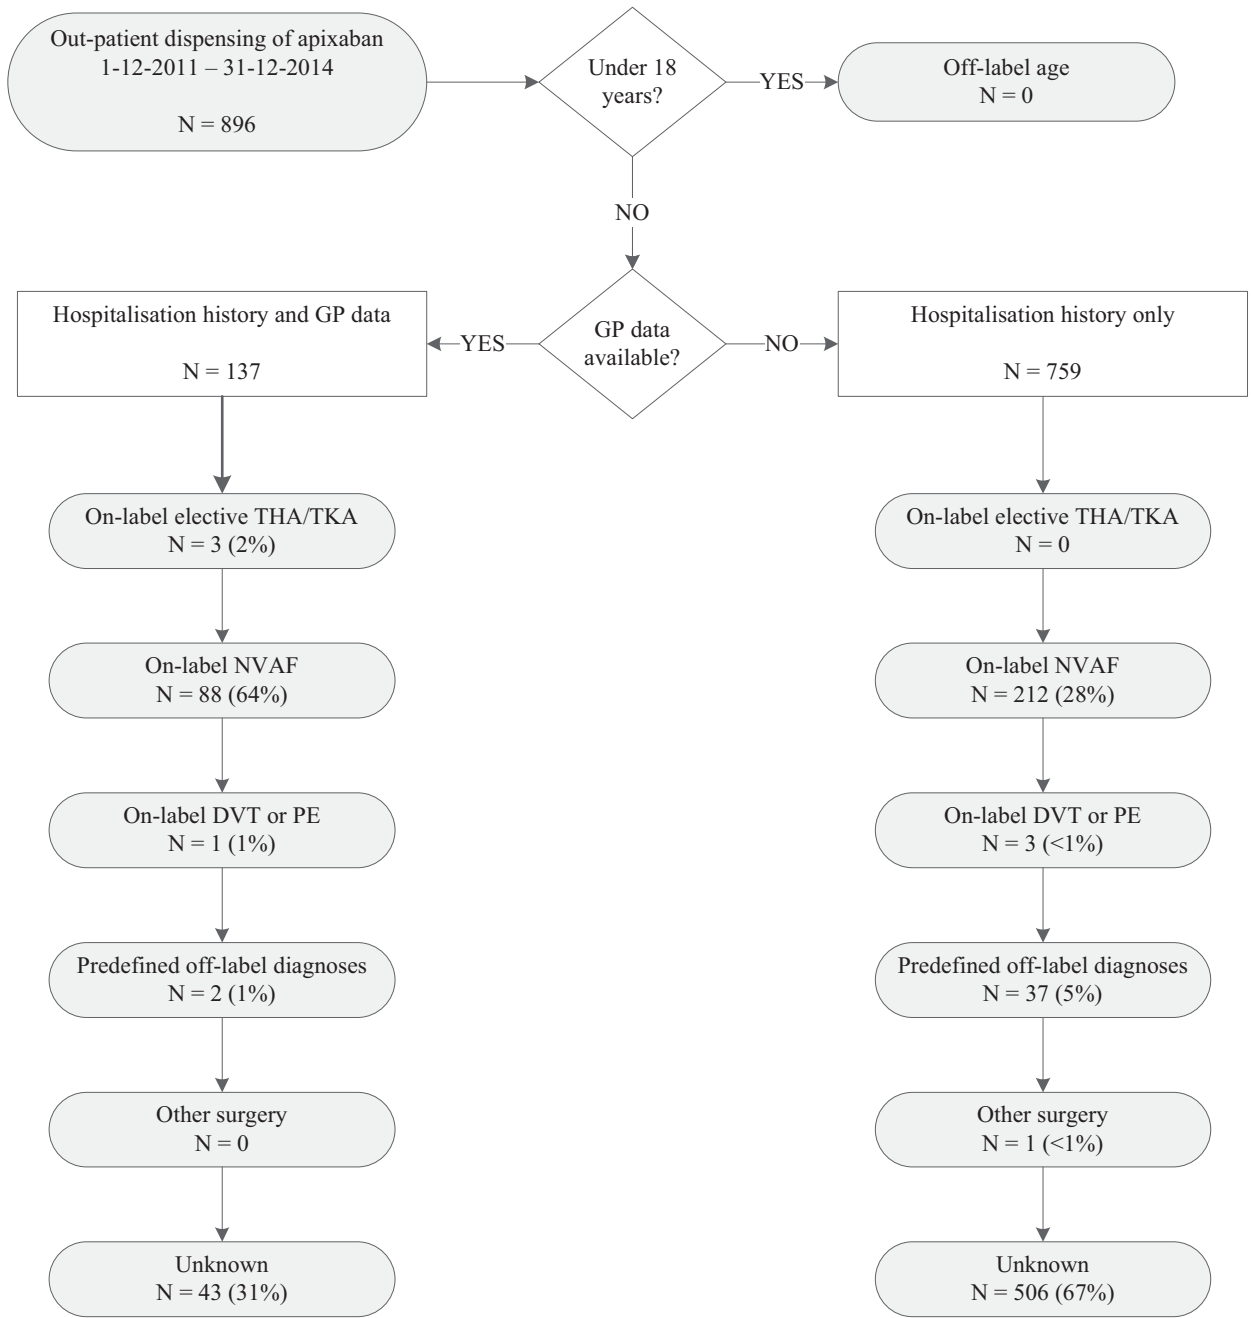 Out-patient dispensing of apixaban
1-12-2011 – 31-12-2014
N = 896
Under 18
years?
YES
Off-label age
N = 0
NO
Hospitalisation history and GP data
N = 137
YES
GP data
available?
NO
Hospitalisation history only
N = 759
On-label elective THA/TKA
N = 3 (2%)
On-label NVAF
N = 88 (64%)
On-label DVT or PE
N = 1 (1%)
Predefined off-label diagnoses
N = 2 (1%)
Other surgery
N = 0
Unknown
N = 43 (31%)
On-label elective THA/TKA
N = 0
On-label NVAF
N = 212 (28%)
On-label DVT or PE
N = 3 (<1%)
Predefined off-label diagnoses
N = 37 (5%)
Other surgery
N = 1 (<1%)
Unknown
N = 506 (67%)